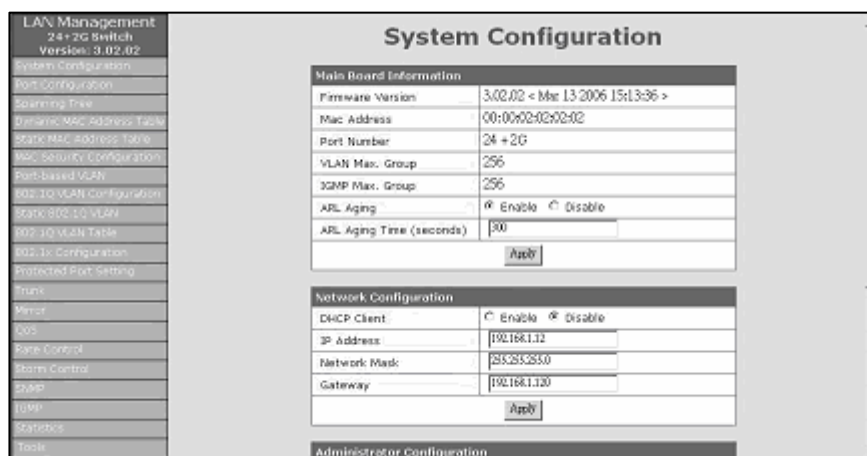 LAN Management
24+2G Switch
Version: 3.02.02
System Configuration
Port Configuration
Spanning Tree
Dynamic MAC Address Table
Static MAC Address Table
MAC Security Configuration
Port-based VLAN
802.1Q VLAN Configuration
Static 802.1Q VLAN
802.1Q VLAN Table
802.1x Configuration
Protected Port Setting
Trunk
Mirror
QoS
Rate Control
Storm Control
SNMP
IGMP
Statistics
Tools
System Configuration
Main Board Information
Firmware Version 3.02.02 < Mar 13 2006 15:13:36 >
Mac Address 00:00:02:02:02:02
Port Number 24 + 2G
VLAN Max. Group 256
IGMP Max. Group 256
ARL Aging Enable Disable
ARL Aging Time (seconds) 300
Apply
Network Configuration
DHCP Client Enable Disable
IP Address 192.168.1.12
Network Mask 255.255.255.0
Gateway 192.168.1.120
Apply
Administrator Configuration